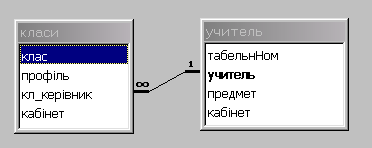 класи
клас
профіль
кл_керівник
кабінет
∞
1
учитель
табельнНом
учитель
предмет
кабінет